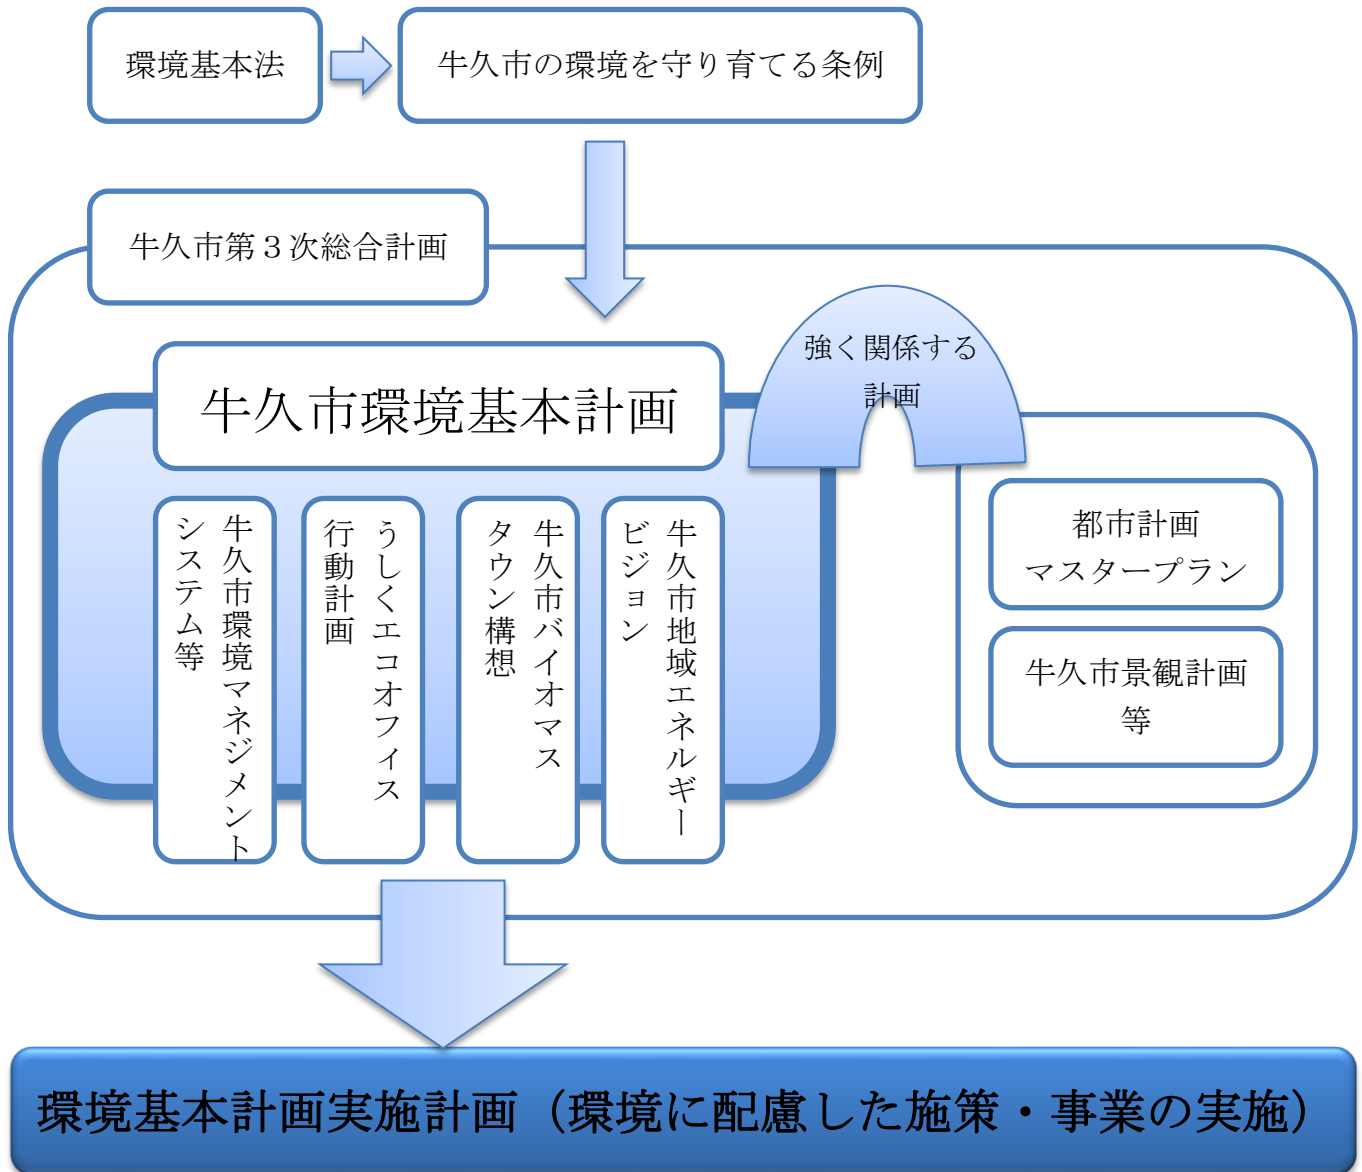 環境基本法
牛久市の環境を守り育てる条例
牛久市第３次総合計画
強く関係する
計画
牛久市環境基本計画
牛久市環境マネジメント
システム等
うしくエコオフィス
行動計画
牛久市バイオマス
タウン構想
牛久市地域エネルギー
ビジョン
都市計画
マスタープラン
牛久市景観計画
等
環境基本計画実施計画（環境に配慮した施策・事業の実施）